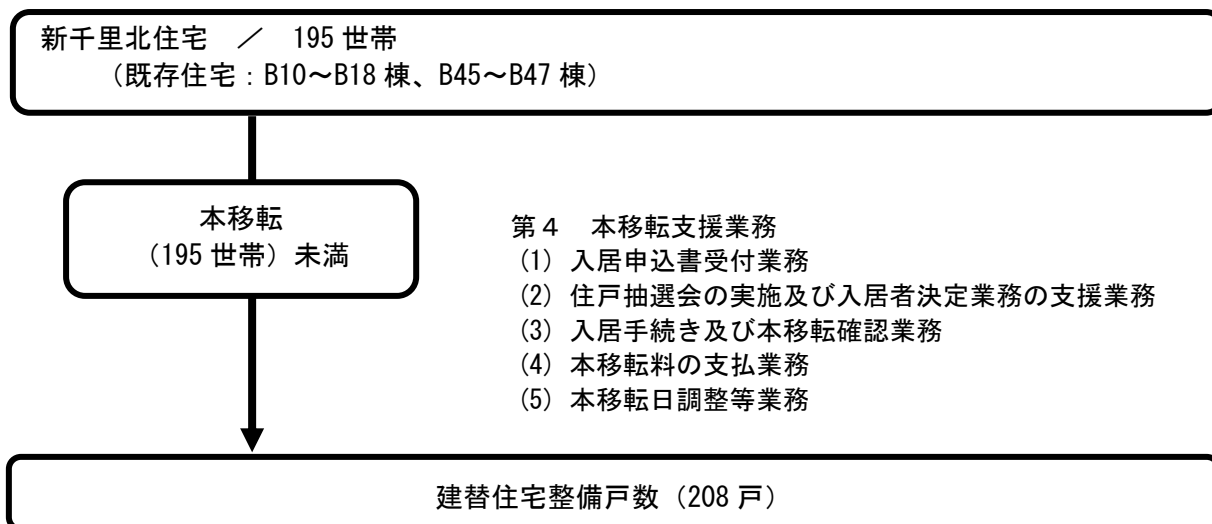 新千里北住宅　／　195 世帯
（既存住宅：B10～B18 棟、B45～B47 棟）
本移転
（195 世帯）未満
第４　本移転支援業務
(1) 入居申込書受付業務
(2) 住戸抽選会の実施及び入居者決定業務の支援業務
(3) 入居手続き及び本移転確認業務
(4) 本移転料の支払業務
(5) 本移転日調整等業務
建替住宅整備戸数（208 戸）